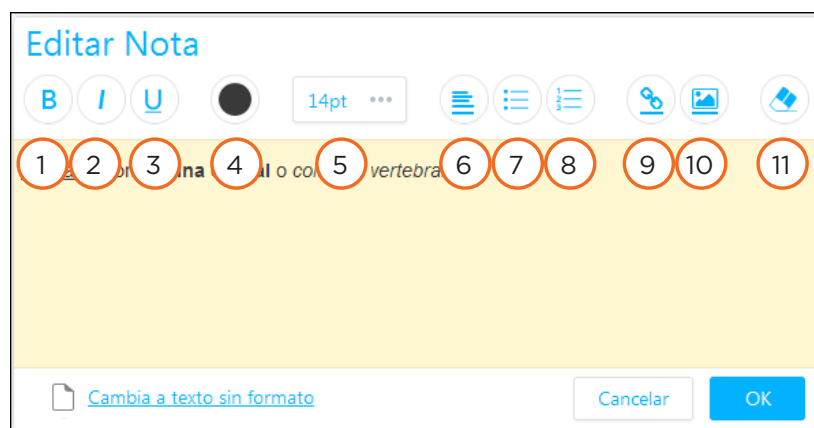 Editar Nota
B I U 14pt
1 2 3 4 5 6 7 8 9 10 11
o vertebra
Cambia a texto sin formato Cancelar OK